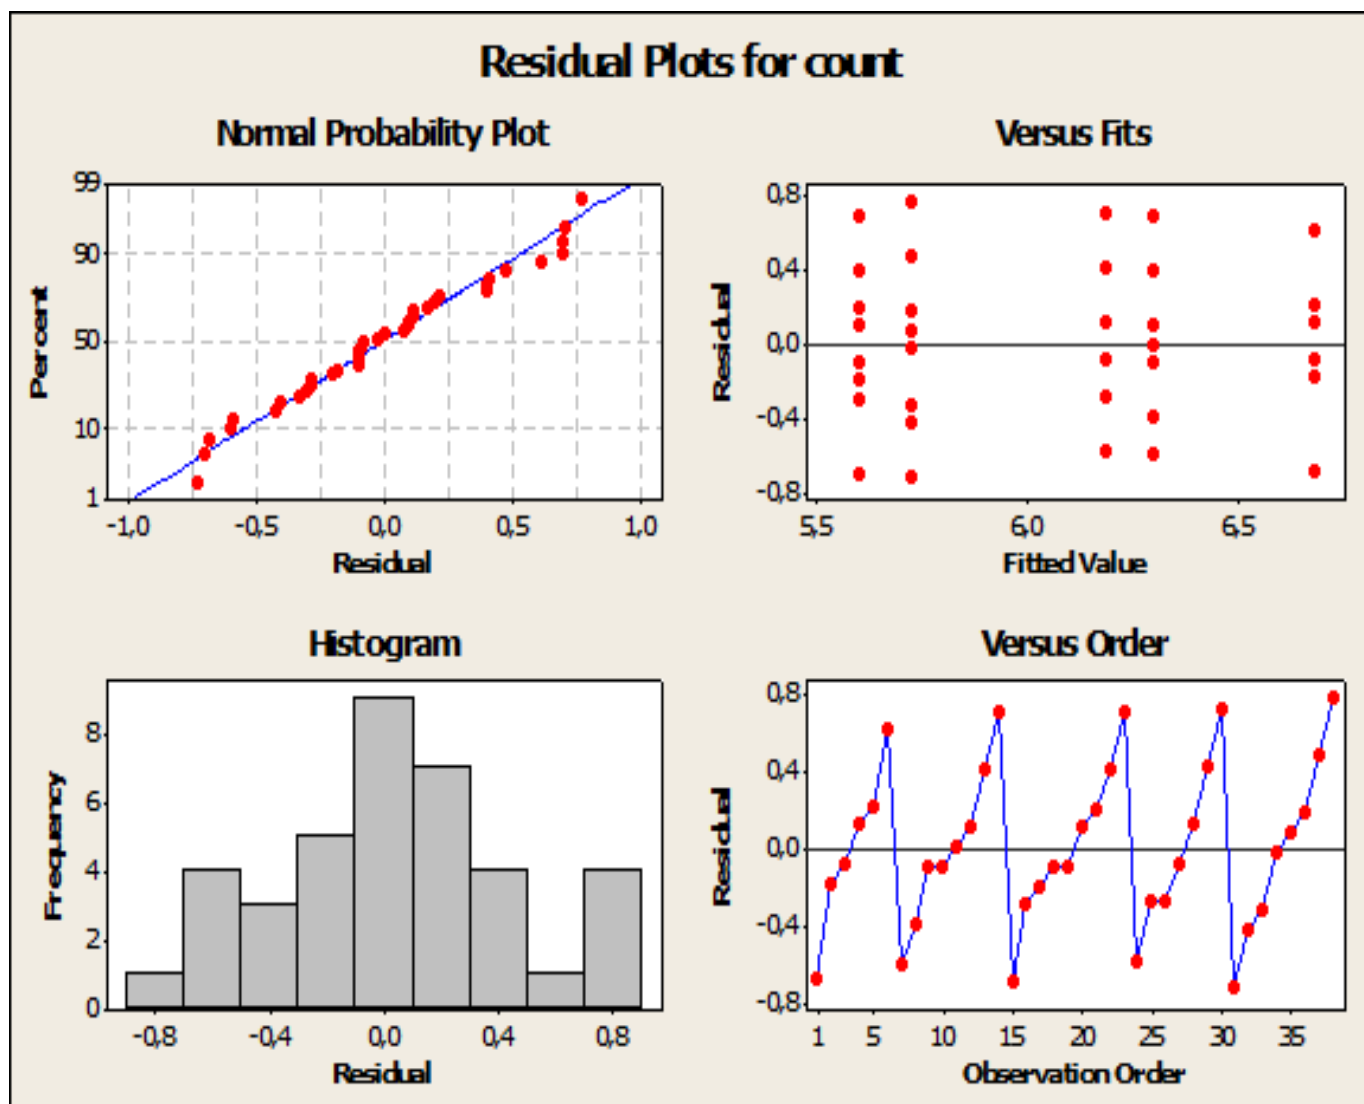 Residual Plots for count
Normal Probability Plot
99
90
50
10
1
Percent
-1,0 -0,5 0,0 0,5 1,0
Residual
Versus Fits
0,8
0,4
0,0
-0,4
-0,8
Residual
5,5 6,0 6,5
Fitted Value
Histogram
8
6
4
2
0
Frequency
-0,8 -0,4 0,0 0,4 0,8
Residual
Versus Order
0,8
0,4
0,0
-0,4
-0,8
Residual
1 5 10 15 20 25 30 35
Observation Order